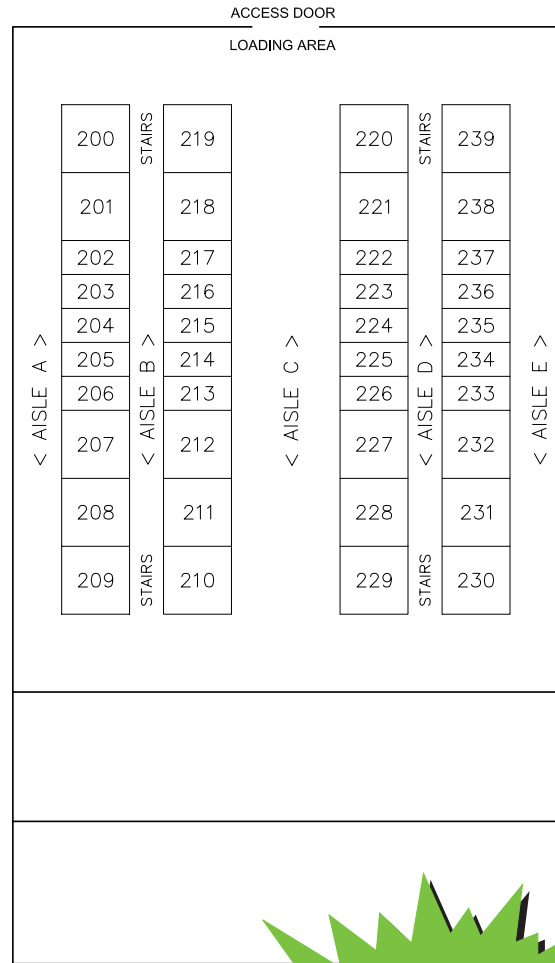 ACCESS DOOR
LOADING AREA
200 STAIRS 219 220 STAIRS 239
201 218 221 238
202 217 222 237
203 216 223 236
204 215 224 235
205 214 225 234
206 213 226 233
< AISLE A > < AISLE B > < AISLE C > < AISLE D > < AISLE E >
207 212 227 232
208 211 228 231
209 STAIRS 210 229 STAIRS 230